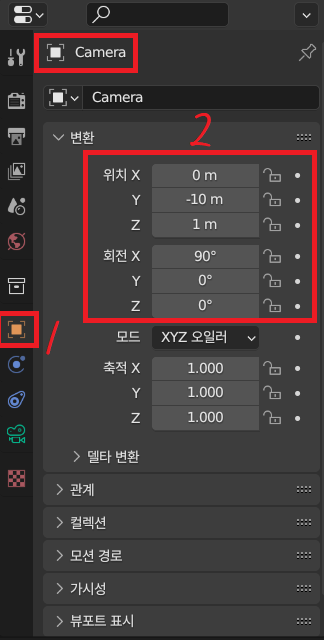 Camera
Camera
2
변환
위치 X 0 m
Y -10 m
Z 1 m
회전 X 90°
Y 0°
Z 0°
1
모드 XYZ 오일러
축적 X 1.000
Y 1.000
Z 1.000
델타 변환
관계
컬렉션
모션 경로
가시성
뷰포트 표시